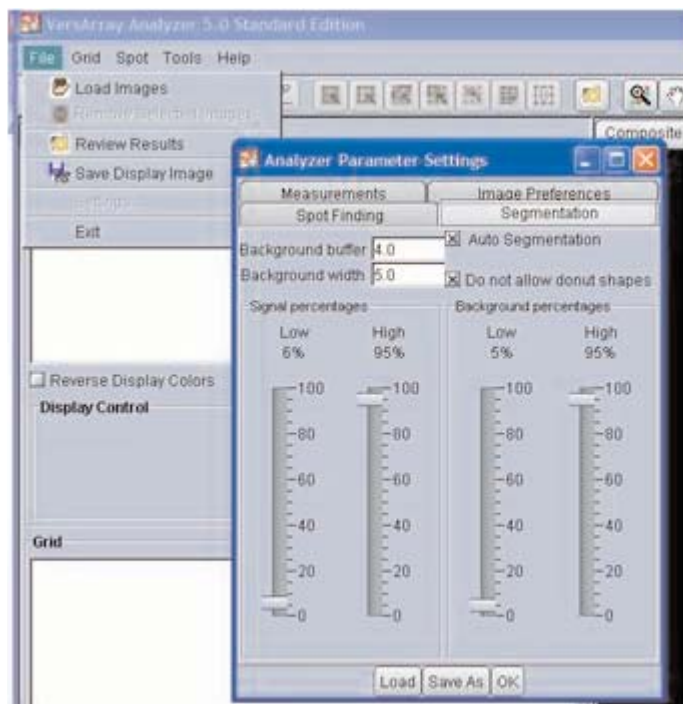 VersArray Analyzer 5.0 Standard Edition
File Grid Spot Tools Help
Load Images
Remove Selected Images
Review Results
Save Display Image
Settings
Exit
Composite
Analyzer Parameter Settings
Measurements Image Preferences
Spot Finding Segmentation
Background buffer 4.0
Auto Segmentation
Background width 5.0
Do not allow donut shapes
Signal percentages Background percentages
Low High Low High
6% 95% 5% 95%
100 100 100 100
80 80 80 80
60 60 60 60
40 40 40 40
20 20 20 20
0 0 0 0
Reverse Display Colors
Display Control
Grid
Load Save As OK